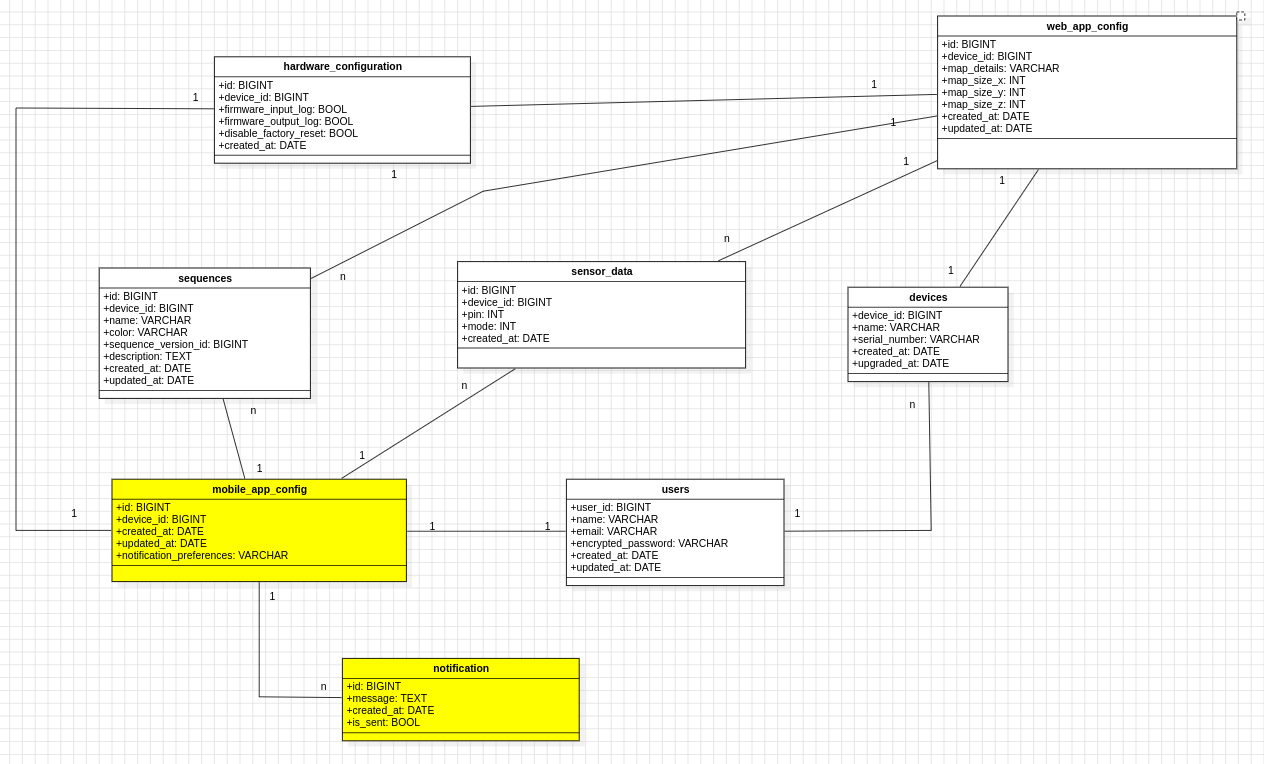 web_app_config
+id: BIGINT
+device_id: BIGINT
+map_details: VARCHAR
+map_size_x: INT
+map_size_y: INT
+map_size_z: INT
+created_at: DATE
+updated_at: DATE
hardware_configuration
+id: BIGINT
+device_id: BIGINT
+firmware_input_log: BOOL
+firmware_output_log: BOOL
+disable_factory_reset: BOOL
+created_at: DATE
1
1
1
1
1
1
n
n
1
sequences
+id: BIGINT
+device_id: BIGINT
+name: VARCHAR
+color: VARCHAR
+sequence_version_id: BIGINT
+description: TEXT
+created_at: DATE
+updated_at: DATE
sensor_data
+id: BIGINT
+device_id: BIGINT
+pin: INT
+mode: INT
+created_at: DATE
devices
+device_id: BIGINT
+name: VARCHAR
+serial_number: VARCHAR
+created_at: DATE
+upgraded_at: DATE
n
n
n
1
1
mobile_app_config
+id: BIGINT
+device_id: BIGINT
+created_at: DATE
+updated_at: DATE
+notification_preferences: VARCHAR
users
+user_id: BIGINT
+name: VARCHAR
+email: VARCHAR
+encrypted_password: VARCHAR
+created_at: DATE
+updated_at: DATE
1
1
1
1
1
n
notification
+id: BIGINT
+message: TEXT
+created_at: DATE
+is_sent: BOOL